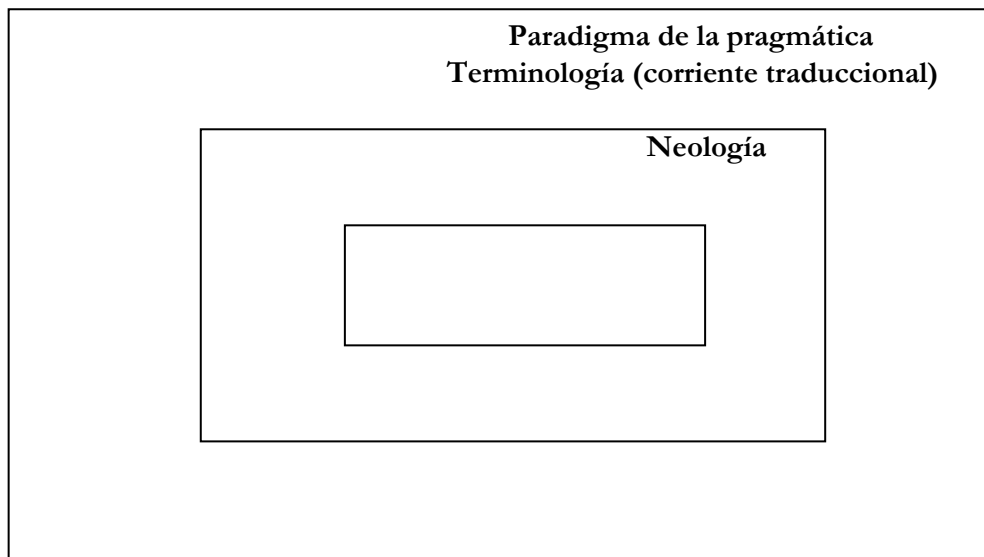 Paradigma de la pragmática
Terminología (corriente traduccional)
Neología